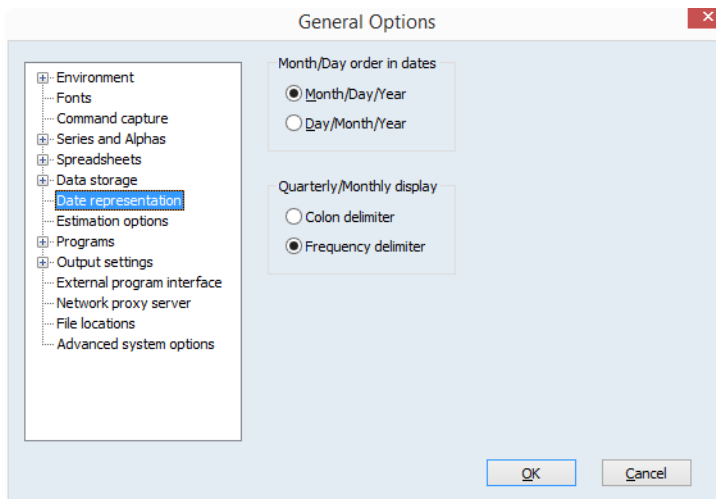 General Options
Environment
Fonts
Command capture
Series and Alphas
Spreadsheets
Data storage
Date representation
Estimation options
Programs
Output settings
External program interface
Network proxy server
File locations
Advanced system options
Month/Day order in dates
Month/Day/Year
Day/Month/Year
Quarterly/Monthly display
Colon delimiter
Frequency delimiter
OK
Cancel